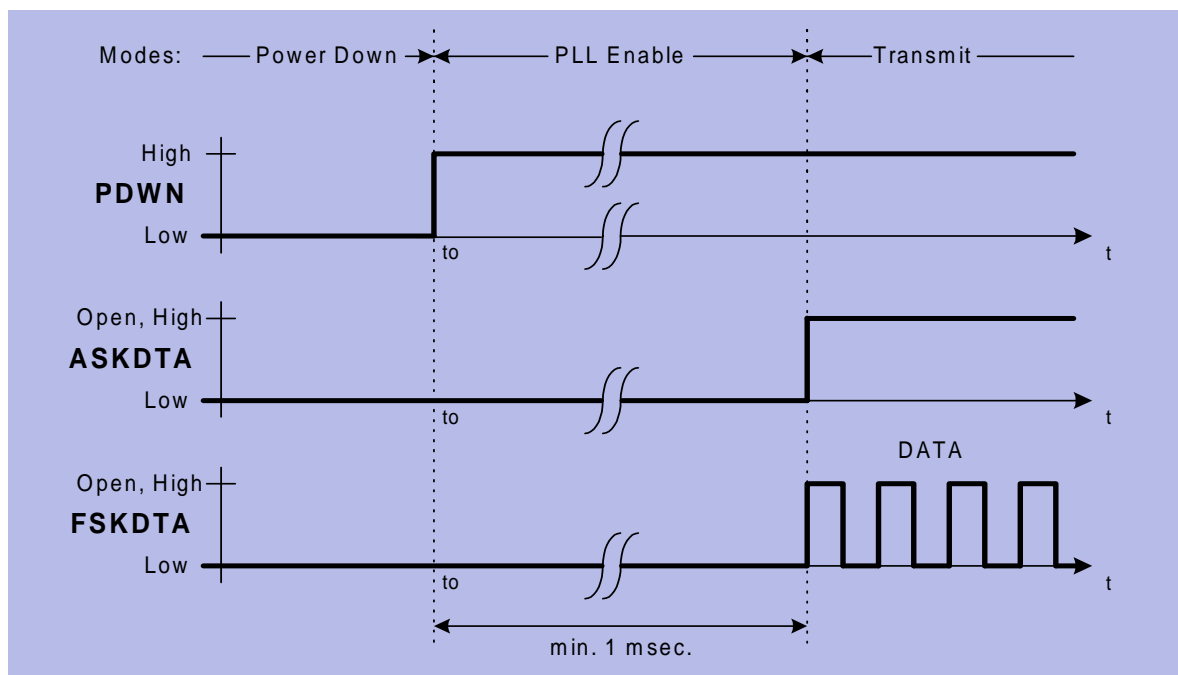 Modes: Power Down PLL Enable Transmit
High
PDWN
Low
to
t
Open, High
ASKDTA
Low
to
t
DATA
Open, High
FSKDTA
Low
to
t
min. 1 msec.